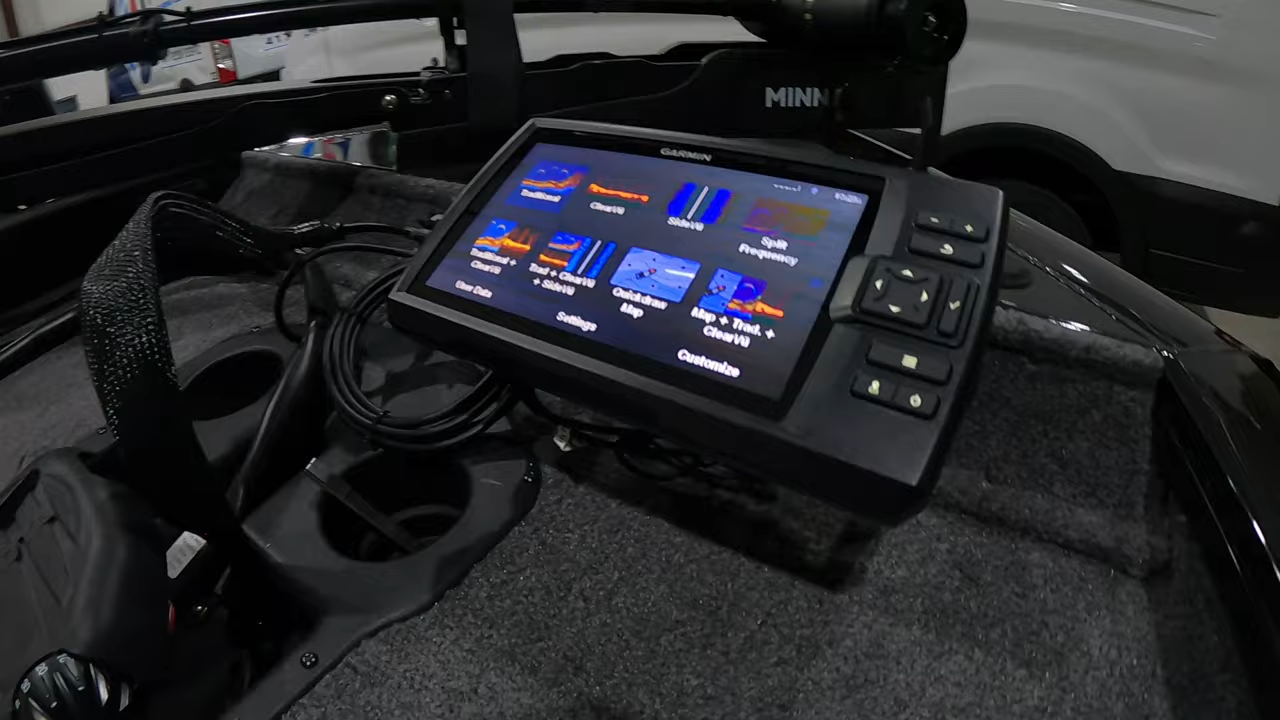 MINN
GARMIN
Traditional
ClearVü
SideVü
Split
Frequency
Traditional +
ClearVü
Trad + ClearVü
+ SideVü
Quickdraw
Map
Map + Trad. +
ClearVü
User Data
Settings
Customize